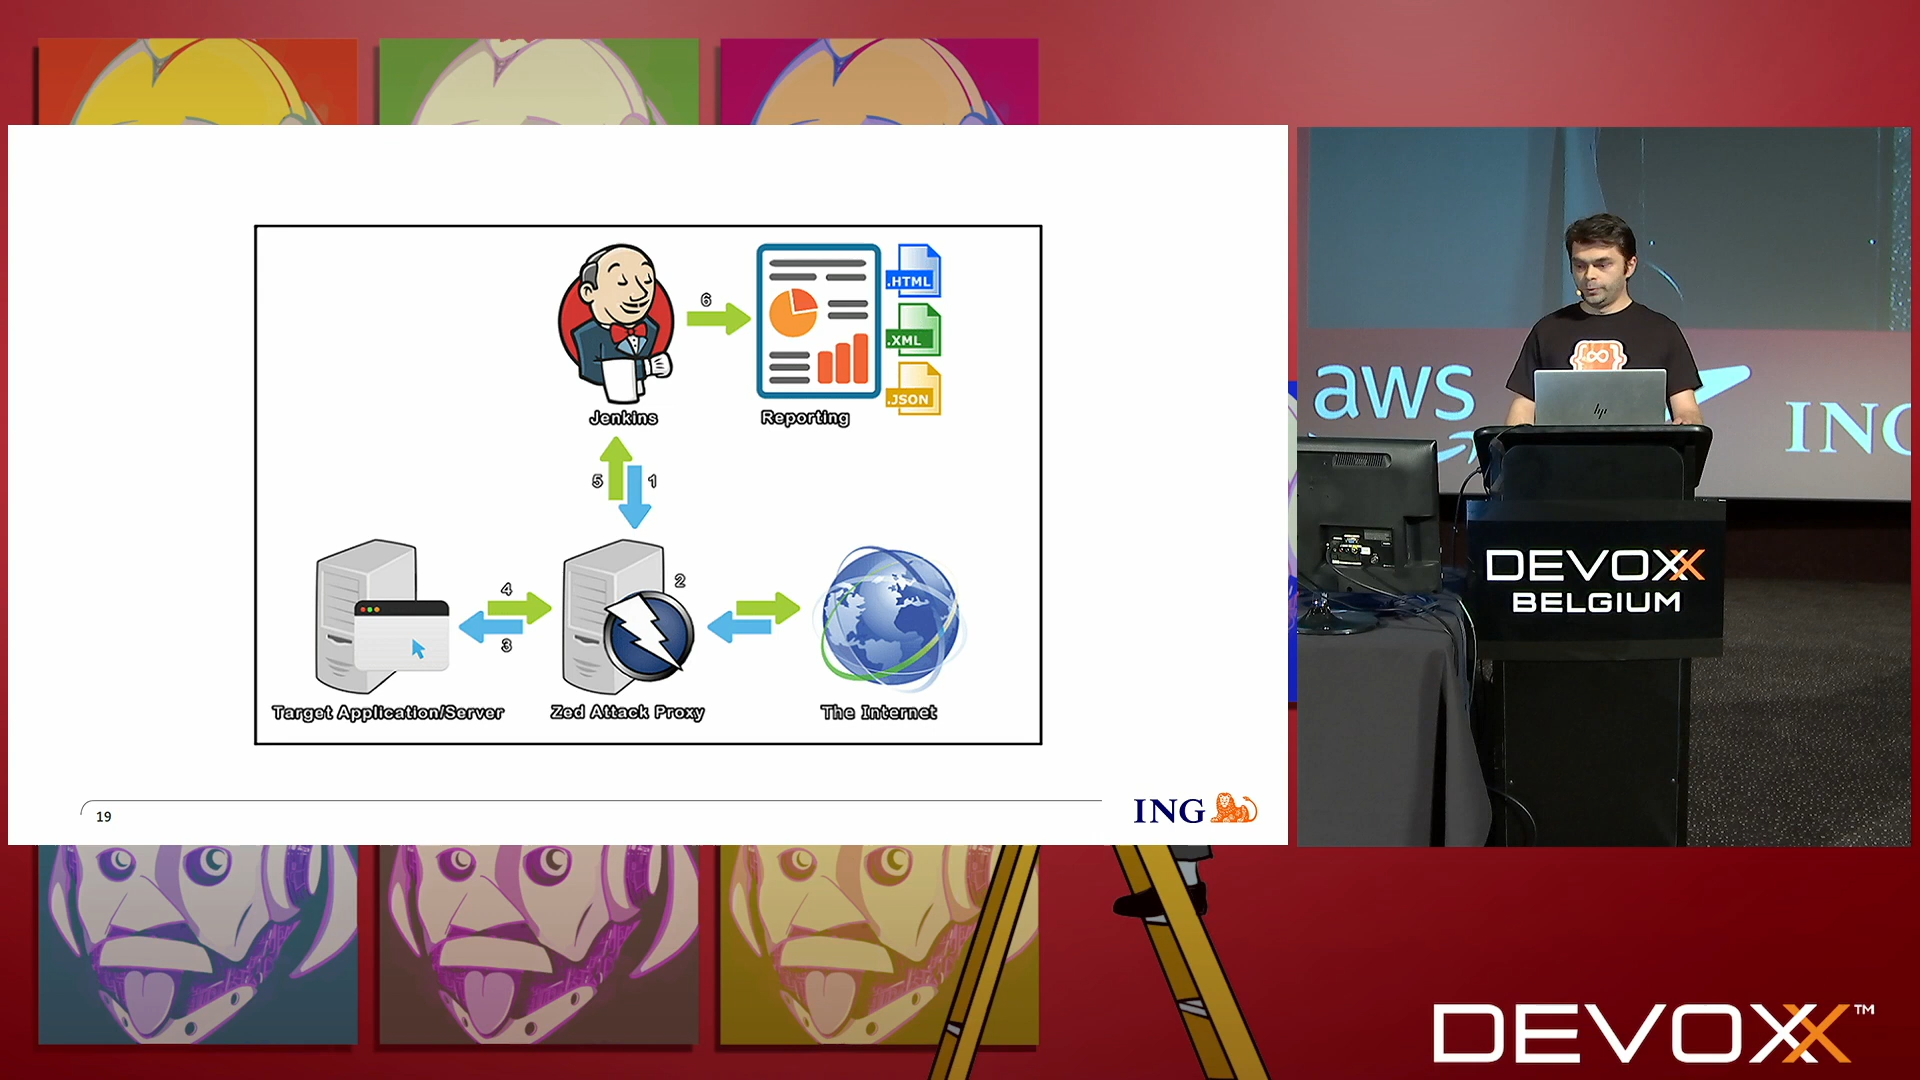 6
.HTML
.XML
.JSON
Jenkins
Reporting
5
1
4
3
2
Target Application/Server
Zed Attack Proxy
The Internet
19
ING
aws
ING
hp
DEVOXX
BELGIUM
DEVOXX™